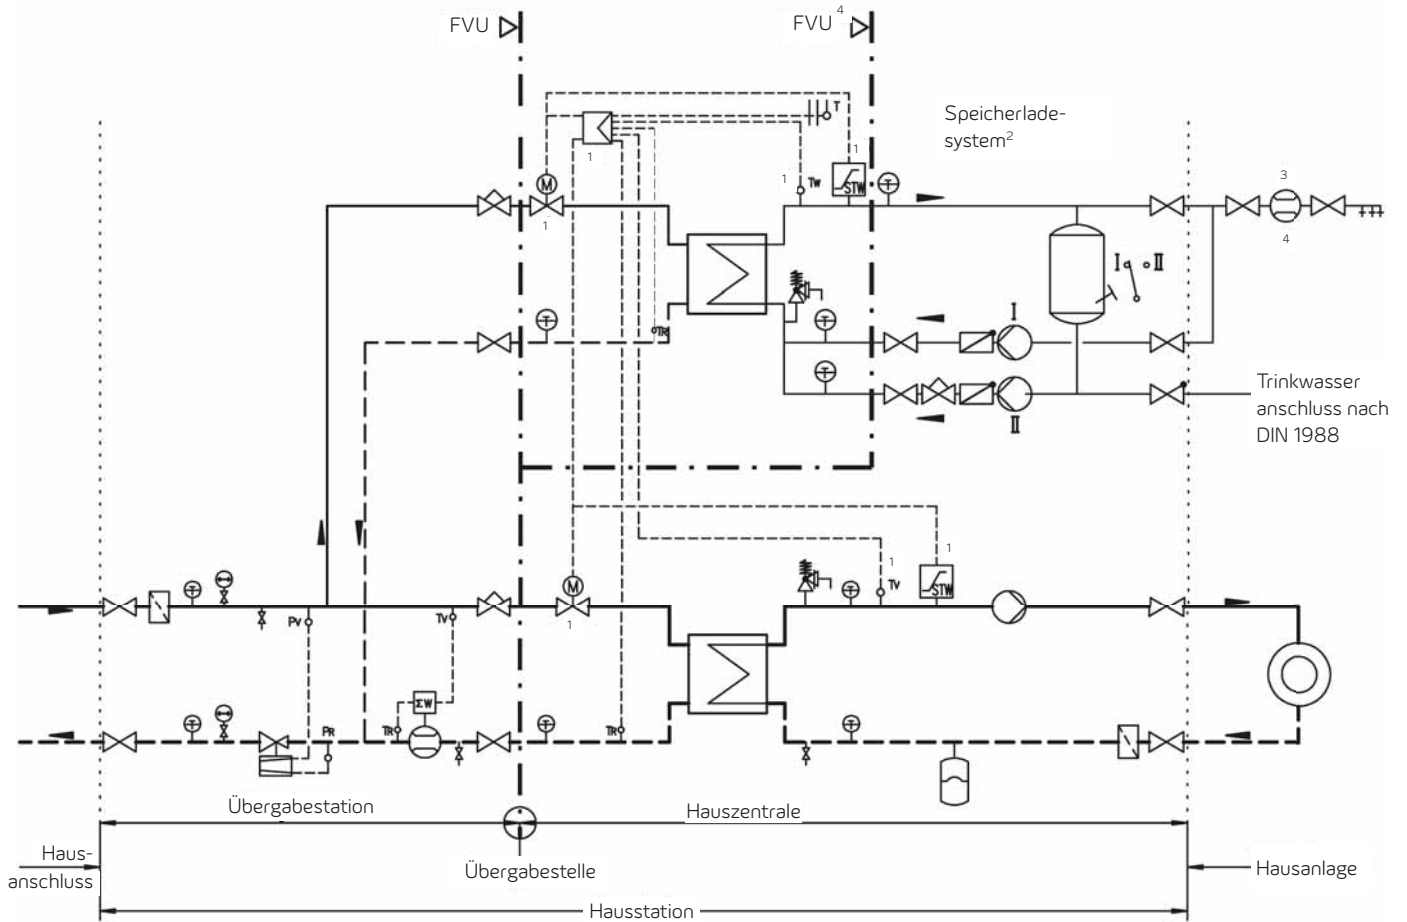 FVU
FVU 4
Speicherlade-
system²
T
1
1
1
Tw
STW
M
1
3
4
T
I II
I
T
TR
T
T
II
Trinkwasser
anschluss nach
DIN 1988
1
1
T
M
T
TV
STW
PV
TV
1
ΣW
T
TR
PR
T
TR
T
Übergabestation
Hauszentrale
Haus-
anschluss
Übergabestelle
Hausanlage
Hausstation